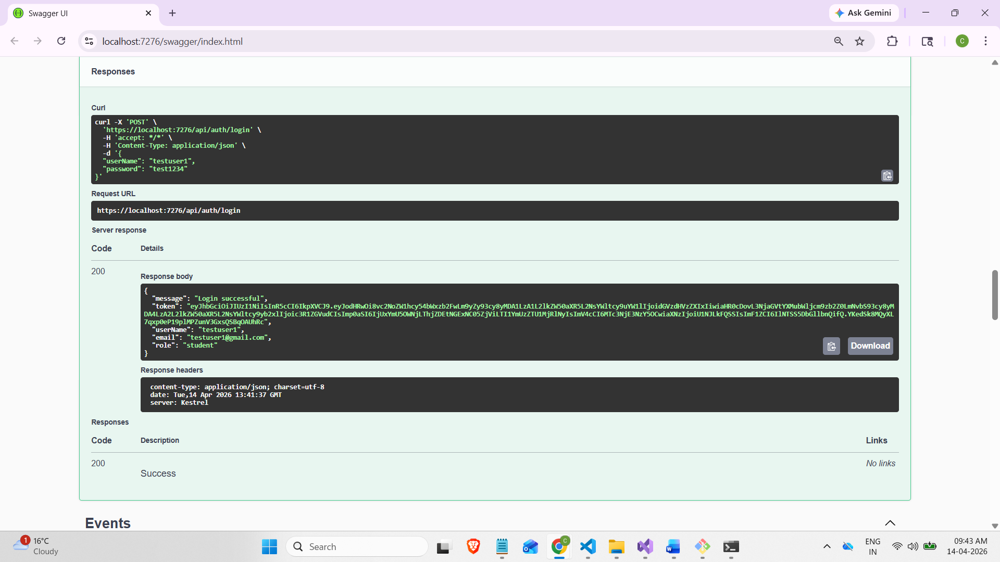 Swagger UI
Ask Gemini
localhost:7276/swagger/index.html
C
Responses
Curl
curl -X 'POST' \
'https://localhost:7276/api/auth/login' \
-H 'accept: */*' \
-H 'Content-Type: application/json' \
-d '{
"userName": "testuser1",
"password": "test1234"
}'
Request URL
https://localhost:7276/api/auth/login
Server response
Code Details
200
Response body
{
"message": "Login successful",
"token": "eyJhbGciOiJIUzI1NiIsInR5cCI6IkpXVCJ9.eyJodHRwOi8vc2NoZW1hcy54bWxzb2FwLm9yZy93cy8yMDA1LzA1L2lkZW50aXR5L2NsYWltcy9uYW1lIjoidGVzdHVzZXIxIiwiaHR0cDovL3NjaGVtYXMubWljcm9zb2Z0LmNvbS93cy8yM
DA4LzA2L2lkZW50aXR5L2NsYWltcy9yb2xlIjoic3R1ZGVudCIsImp0aSI6IjUxYmU5OWNjLThjZDEtNGExNC05ZjViLTI1YmUzZTU1MjRlNyIsImV4cCI6MTc3NjE3NzY5OCwiaXNzIjoiU1NJLkFQSSIsImF1ZCI6IlNTSS5DbGllbnQifQ.YKedSk8MQyXL
7qxp0eP19plMPZunV3GxsQSBqOAUhRc",
"userName": "testuser1",
"email": "testuser1@gmail.com",
"role": "student"
}
Download
Response headers
content-type: application/json; charset=utf-8
date: Tue,14 Apr 2026 13:41:37 GMT
server: Kestrel
Responses
Code Description Links
200 No links
Success
Events
1
16°C
Cloudy
Search
C
ENG
IN
09:43 AM
14-04-2026